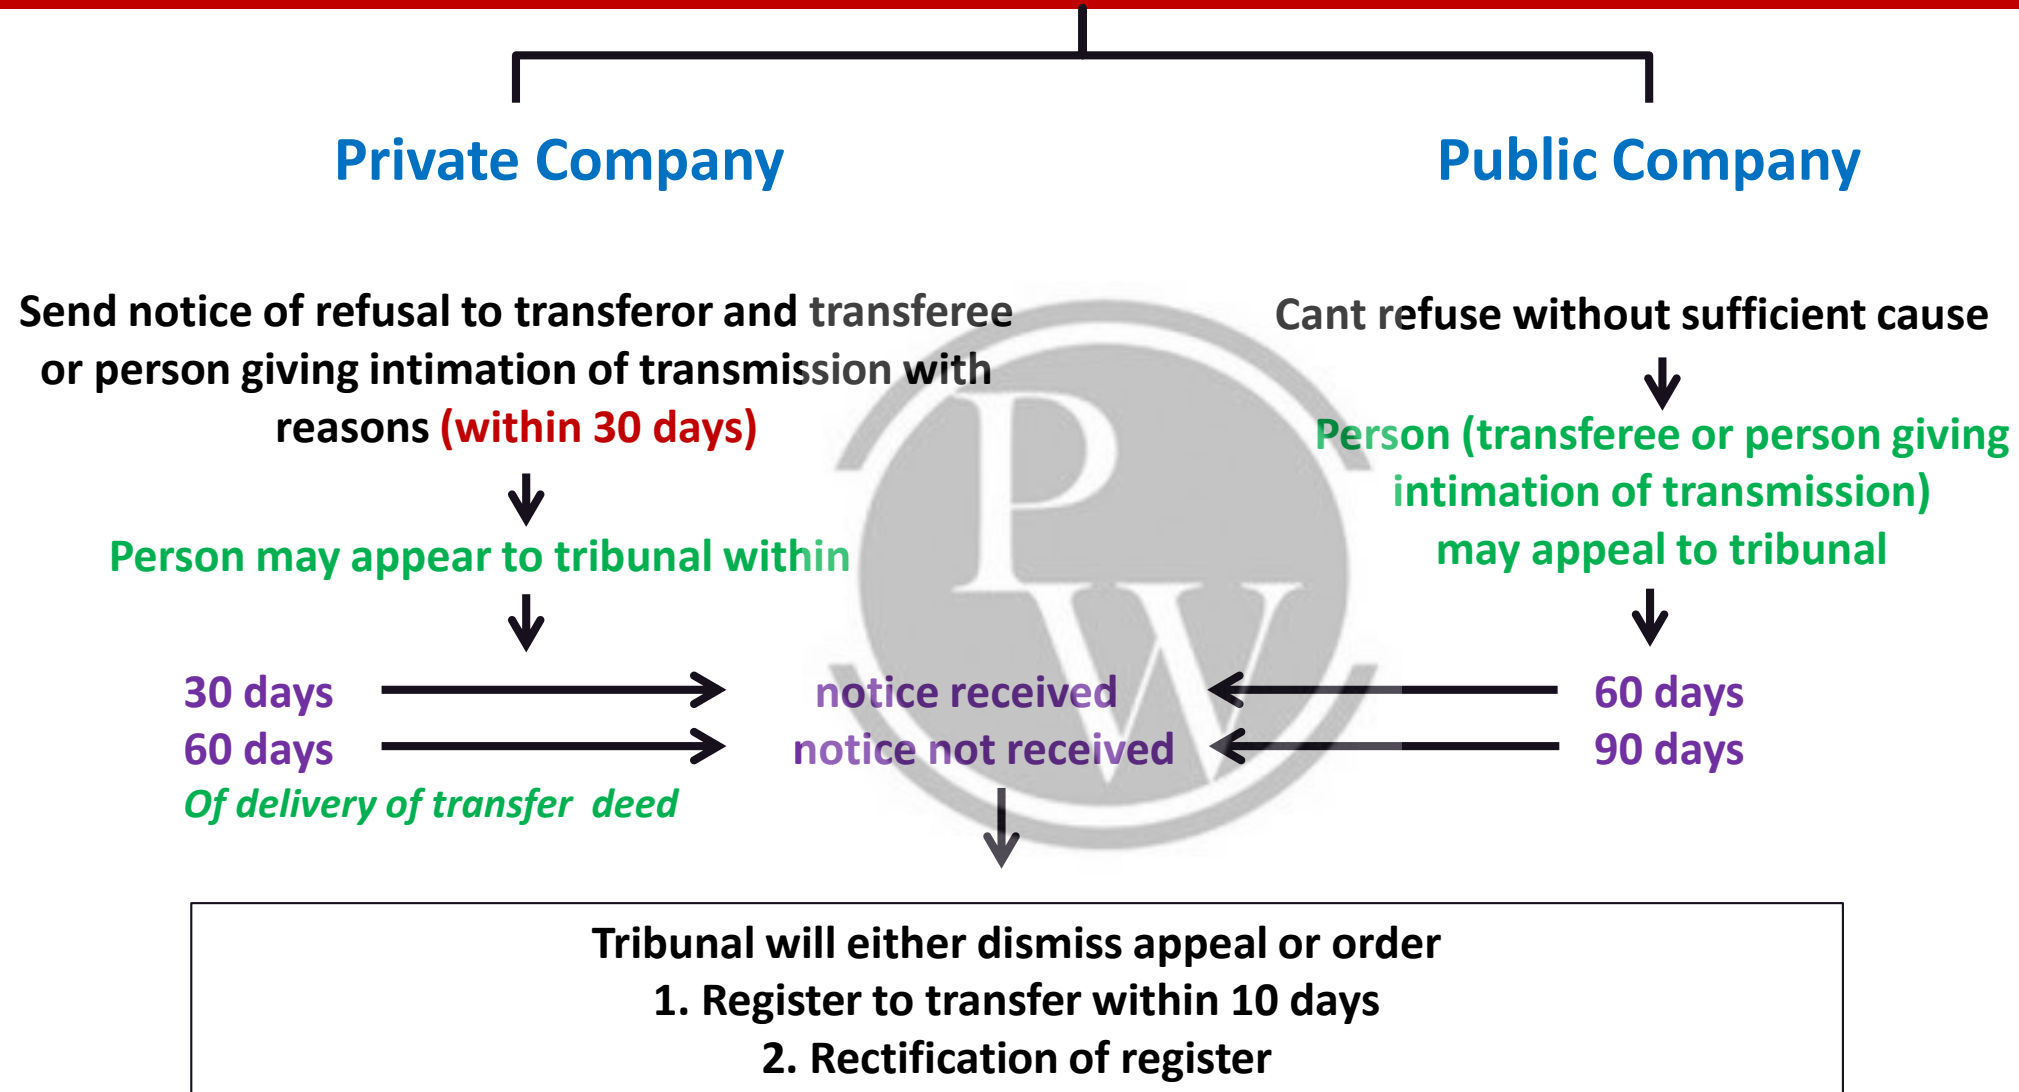 Private Company
Public Company
Send notice of refusal to transferor and transferee
or person giving intimation of transmission with
reasons (within 30 days)
Person may appear to tribunal within
Cant refuse without sufficient cause
Person (transferee or person giving
intimation of transmission)
may appeal to tribunal
30 days
notice received
60 days
60 days
notice not received
90 days
Of delivery of transfer deed
PW
Tribunal will either dismiss appeal or order
1. Register to transfer within 10 days
2. Rectification of register